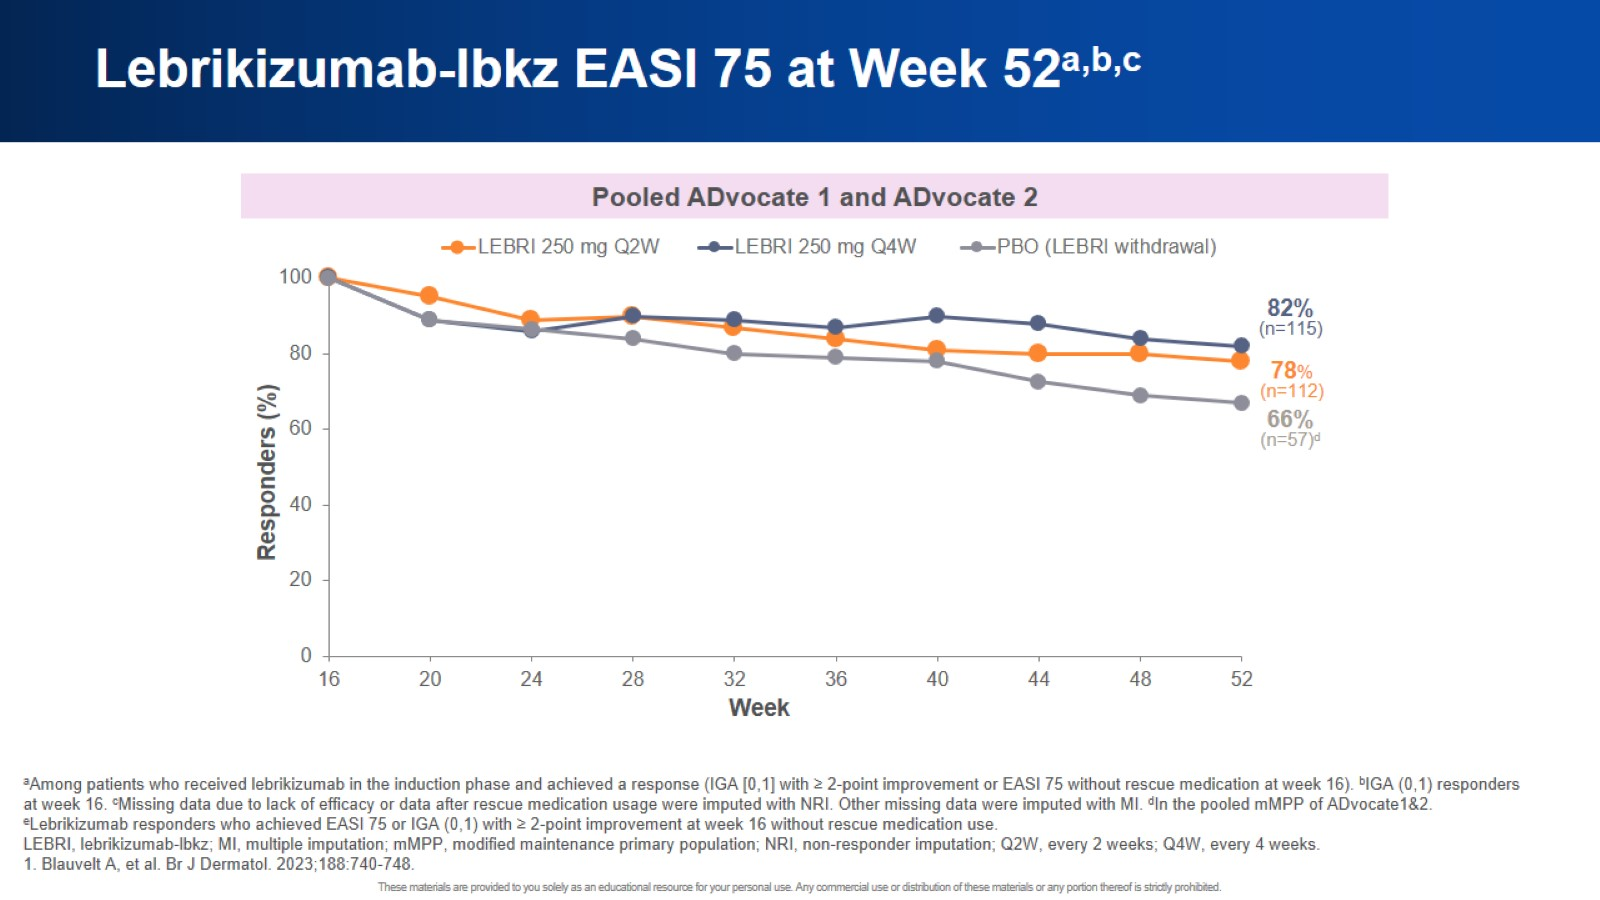 Lebrikizumab-lbkz EASI 75 at Week 52a,b,c
Pooled ADvocate 1 and ADvocate 2
LEBRI 250 mg Q2W LEBRI 250 mg Q4W PBO (LEBRI withdrawal)
100
80
60
40
20
0
Responders (%)
82%
(n=115)
78%
(n=112)
66%
(n=57)d
16 20 24 28 32 36 40 44 48 52
Week
aAmong patients who received lebrikizumab in the induction phase and achieved a response (IGA [0,1] with ≥ 2-point improvement or EASI 75 without rescue medication at week 16). bIGA (0,1) responders
at week 16. cMissing data due to lack of efficacy or data after rescue medication usage were imputed with NRI. Other missing data were imputed with MI. dIn the pooled mMPP of ADvocate1&2.
eLebrikizumab responders who achieved EASI 75 or IGA (0,1) with ≥ 2-point improvement at week 16 without rescue medication use.
LEBRI, lebrikizumab-lbkz; MI, multiple imputation; mMPP, modified maintenance primary population; NRI, non-responder imputation; Q2W, every 2 weeks; Q4W, every 4 weeks.
1. Blauvelt A, et al. Br J Dermatol. 2023;188:740-748.
These materials are provided to you solely as an educational resource for your personal use. Any commercial use or distribution of these materials or any portion thereof is strictly prohibited.